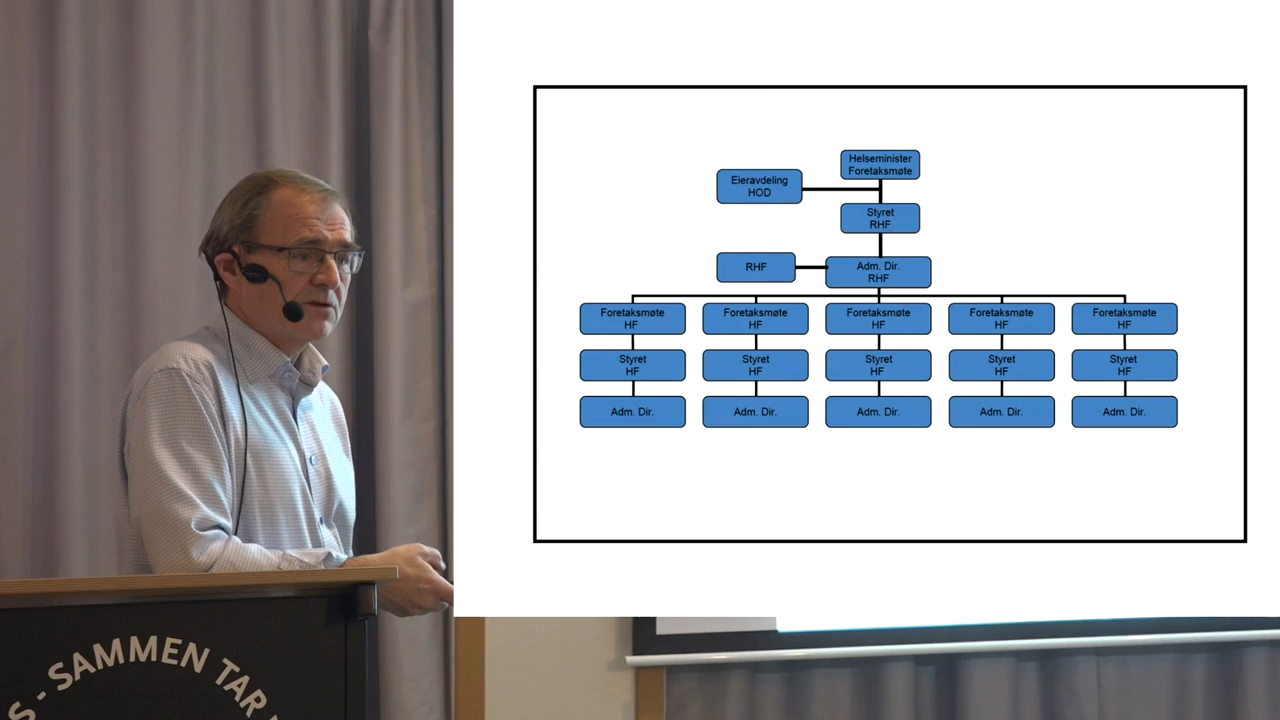 Helseminister
Foretaksmøte
Eieravdeling
HOD
Styret
RHF
RHF
Adm. Dir.
RHF
Foretaksmøte
HF
Foretaksmøte
HF
Foretaksmøte
HF
Foretaksmøte
HF
Foretaksmøte
HF
Styret
HF
Styret
HF
Styret
HF
Styret
HF
Styret
HF
Adm. Dir.
Adm. Dir.
Adm. Dir.
Adm. Dir.
Adm. Dir.
S - SAMMEN TAR